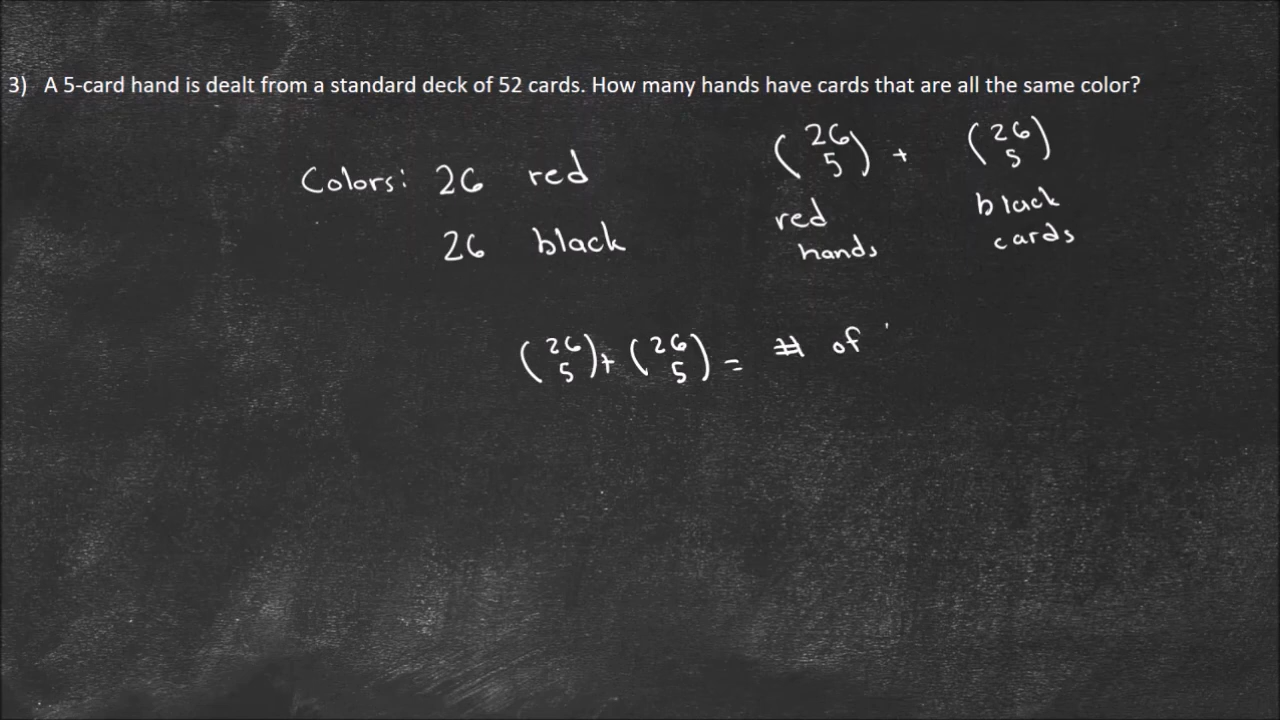 3) A 5-card hand is dealt from a standard deck of 52 cards. How many hands have cards that are all the same color?
Colors: 26 red
26 black
(26 5) + (26 5)
red hands
black cards
(26 5) + (26 5) = # of